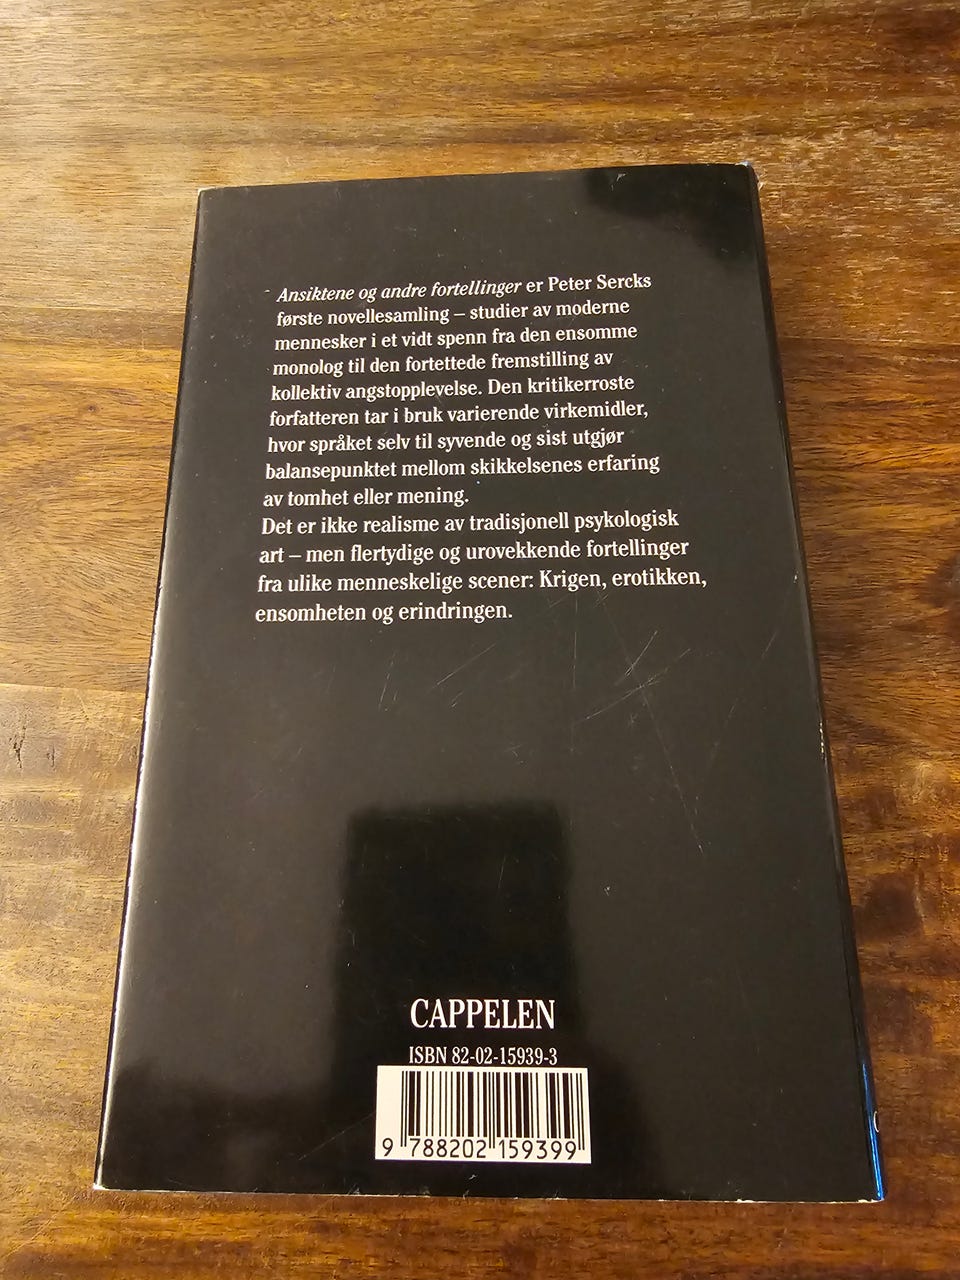 Ansiktene og andre fortellinger er Peter Sercks
første novellesamling – studier av moderne
mennesker i et vidt spenn fra den ensomme
monolog til den fortettede fremstilling av
kollektiv angstopplevelse. Den kritikerroste
forfatteren tar i bruk varierende virkemidler,
hvor språket selv til syvende og sist utgjør
balansepunktet mellom skikkelsenes erfaring
av tomhet eller mening.
Det er ikke realisme av tradisjonell psykologisk
art – men flertydige og urovekkende fortellinger
fra ulike menneskelige scener: Krigen, erotikken,
ensomheten og erindringen.
CAPPELEN
ISBN 82-02-15939-3
9 788202 159399